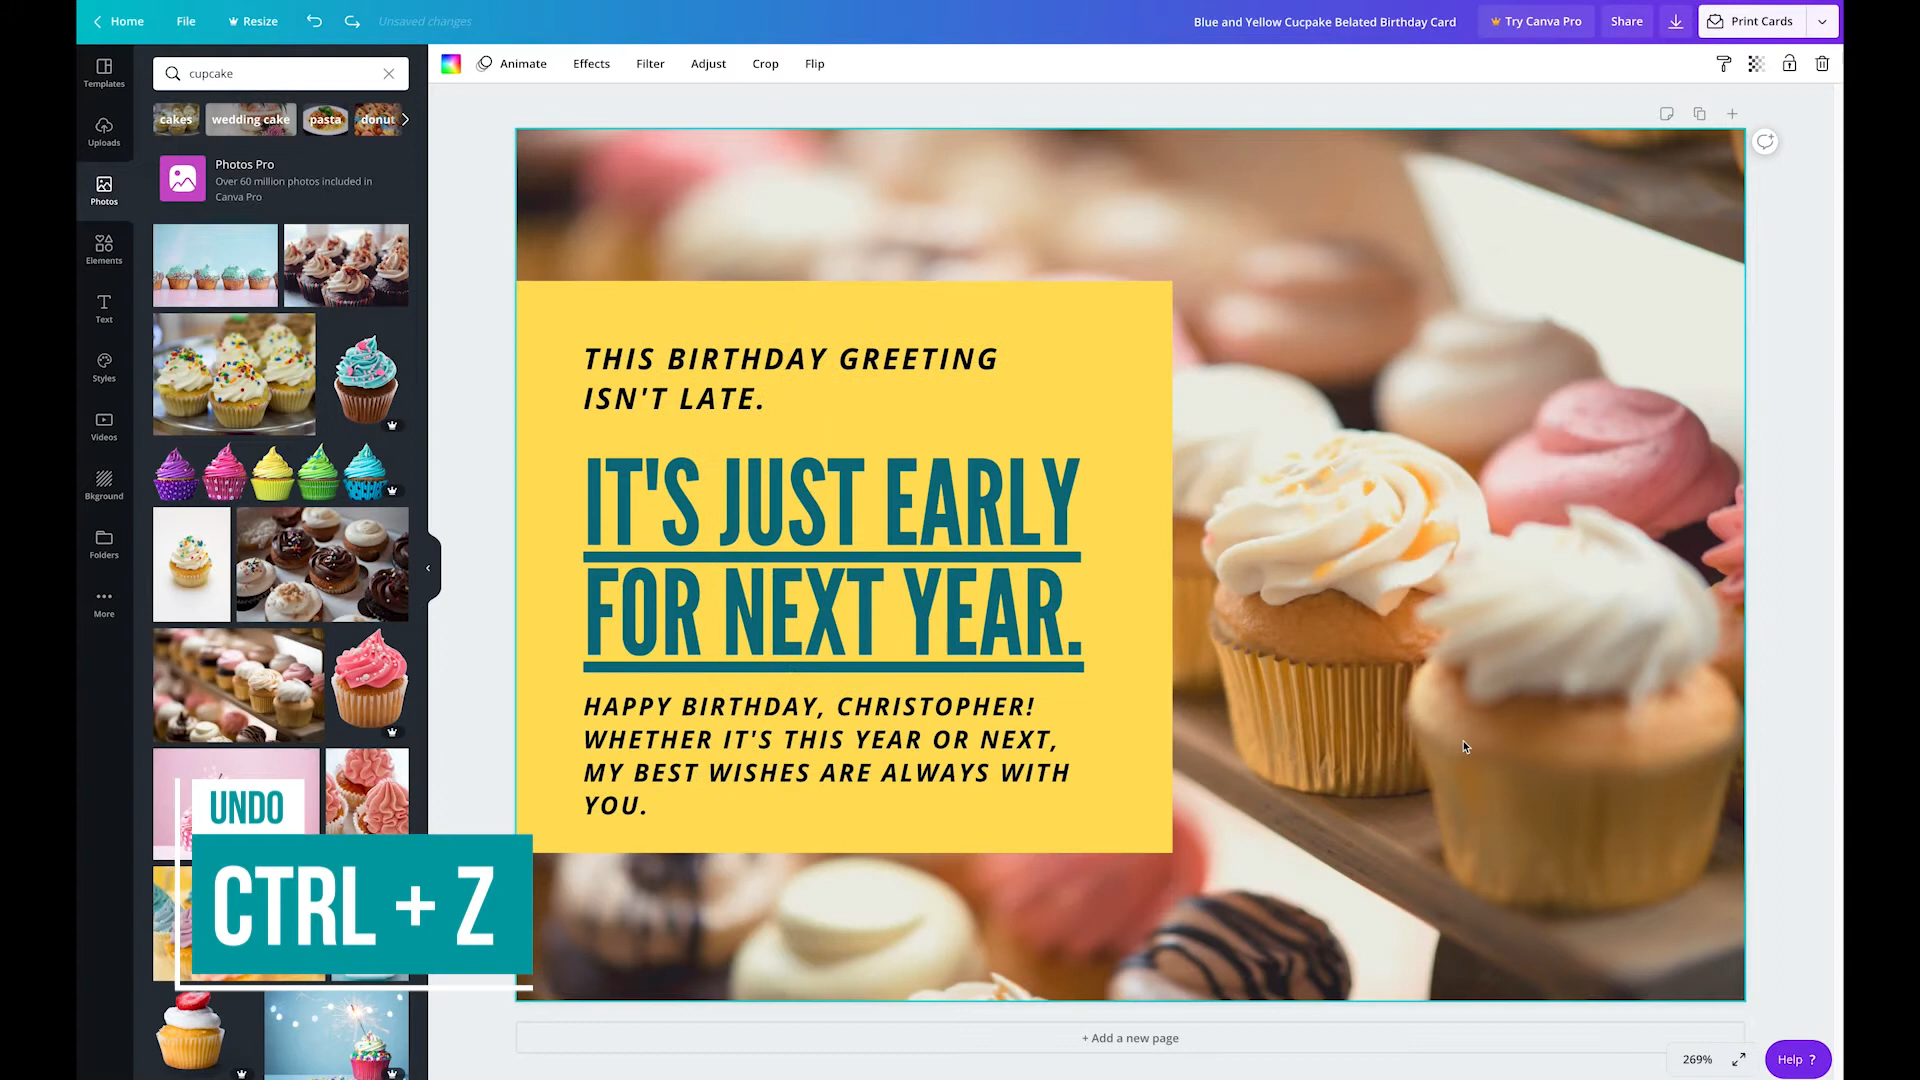 Home
File
Resize
Unsaved changes
Blue and Yellow Cucpake Belated Birthday Card
Try Canva Pro
Share
Print Cards
Templates
Uploads
Photos
Elements
Text
Styles
Videos
Bkground
Folders
More
cupcake
cakes
wedding cake
pasta
donut
Photos Pro
Over 60 million photos included in
Canva Pro
Animate
Effects
Filter
Adjust
Crop
Flip
THIS BIRTHDAY GREETING
ISN'T LATE.
IT'S JUST EARLY
FOR NEXT YEAR.
HAPPY BIRTHDAY, CHRISTOPHER!
WHETHER IT'S THIS YEAR OR NEXT,
MY BEST WISHES ARE ALWAYS WITH
YOU.
UNDO
CTRL + Z
+ Add a new page
269%
Help ?